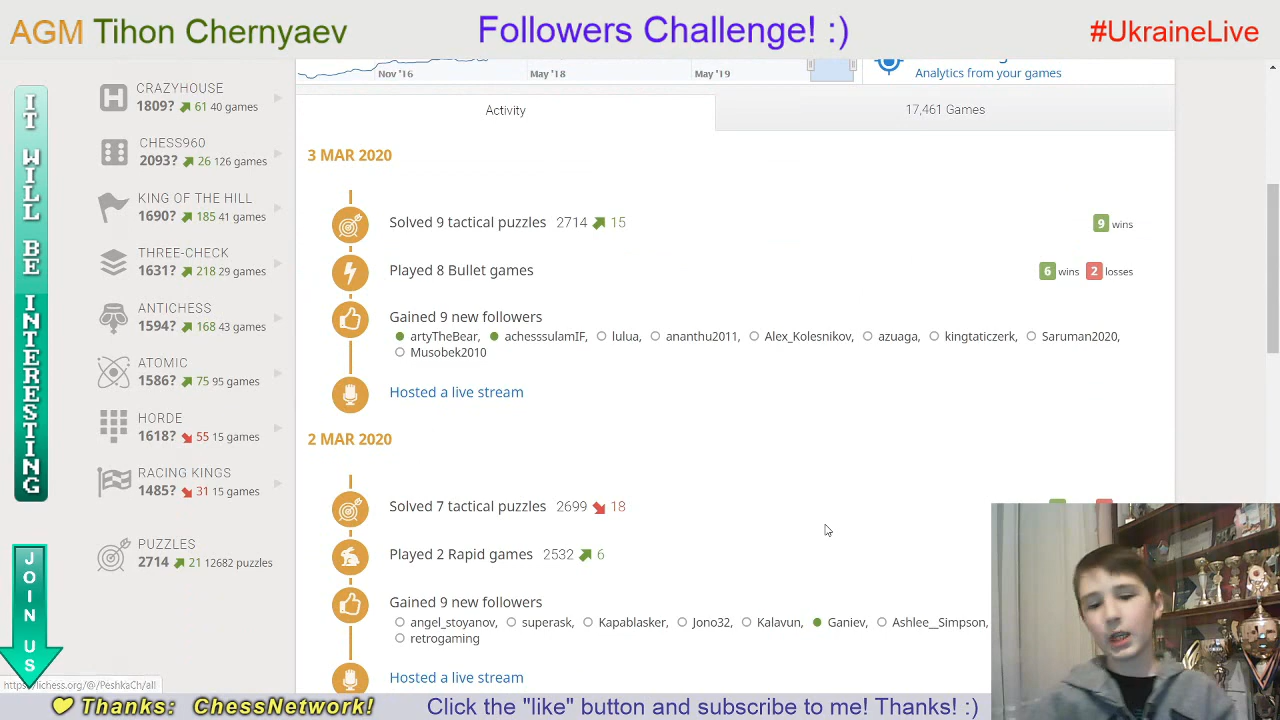 AGM Tihon Chernyaev
Followers Challenge! :)
#UkraineLive
IT WILL BE INTERESTING
JOIN US
CRAZYHOUSE
1809? 61 40 games
CHESS960
2093? 26 126 games
KING OF THE HILL
1690? 185 41 games
THREE-CHECK
1631? 218 29 games
ANTICHESS
1594? 168 43 games
ATOMIC
1586? 75 95 games
HORDE
1618? 55 15 games
RACING KINGS
1485? 31 15 games
PUZZLES
2714 21 12682 puzzles
Nov '16 May '18 May '19
Analytics from your games
Activity
17,461 Games
3 MAR 2020
Solved 9 tactical puzzles 2714 15
9 wins
Played 8 Bullet games
6 wins 2 losses
Gained 9 new followers
artyTheBear, achesssulamIF, lulua, ananthu2011, Alex_Kolesnikov, azuaga, kingtaticzerk, Saruman2020,
Musobek2010
Hosted a live stream
2 MAR 2020
Solved 7 tactical puzzles 2699 18
Played 2 Rapid games 2532 6
Gained 9 new followers
angel_stoyanov, superask, Kapablasker, Jono32, Kalavun, Ganiev, Ashlee__Simpson,
retrogaming
Hosted a live stream
https://lichess.org/@/PeshkaCh/all
Thanks: ChessNetwork!
Click the "like" button and subscribe to me! Thanks! :)